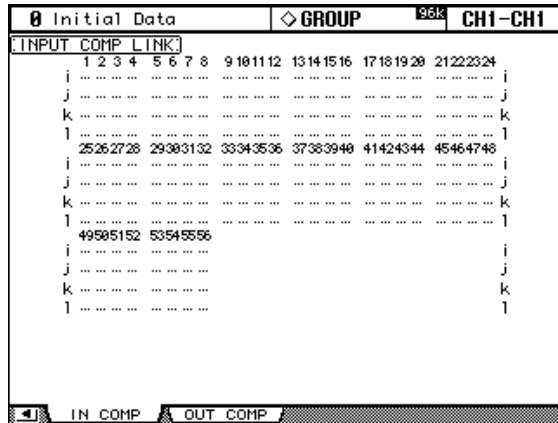 0 Initial Data ◇GROUP 96k CH1-CH1
INPUT COMP LINK
1 2 3 4 5 6 7 8 9 10 11 12 13 14 15 16 17 18 19 20 21 22 23 24
i i
j j
k k
l l
25 26 27 28 29 30 31 32 33 34 35 36 37 38 39 40 41 42 43 44 45 46 47 48
i i
j j
k k
l l
49 50 51 52 53 54 55 56
i i
j j
k k
l l
IN COMP OUT COMP